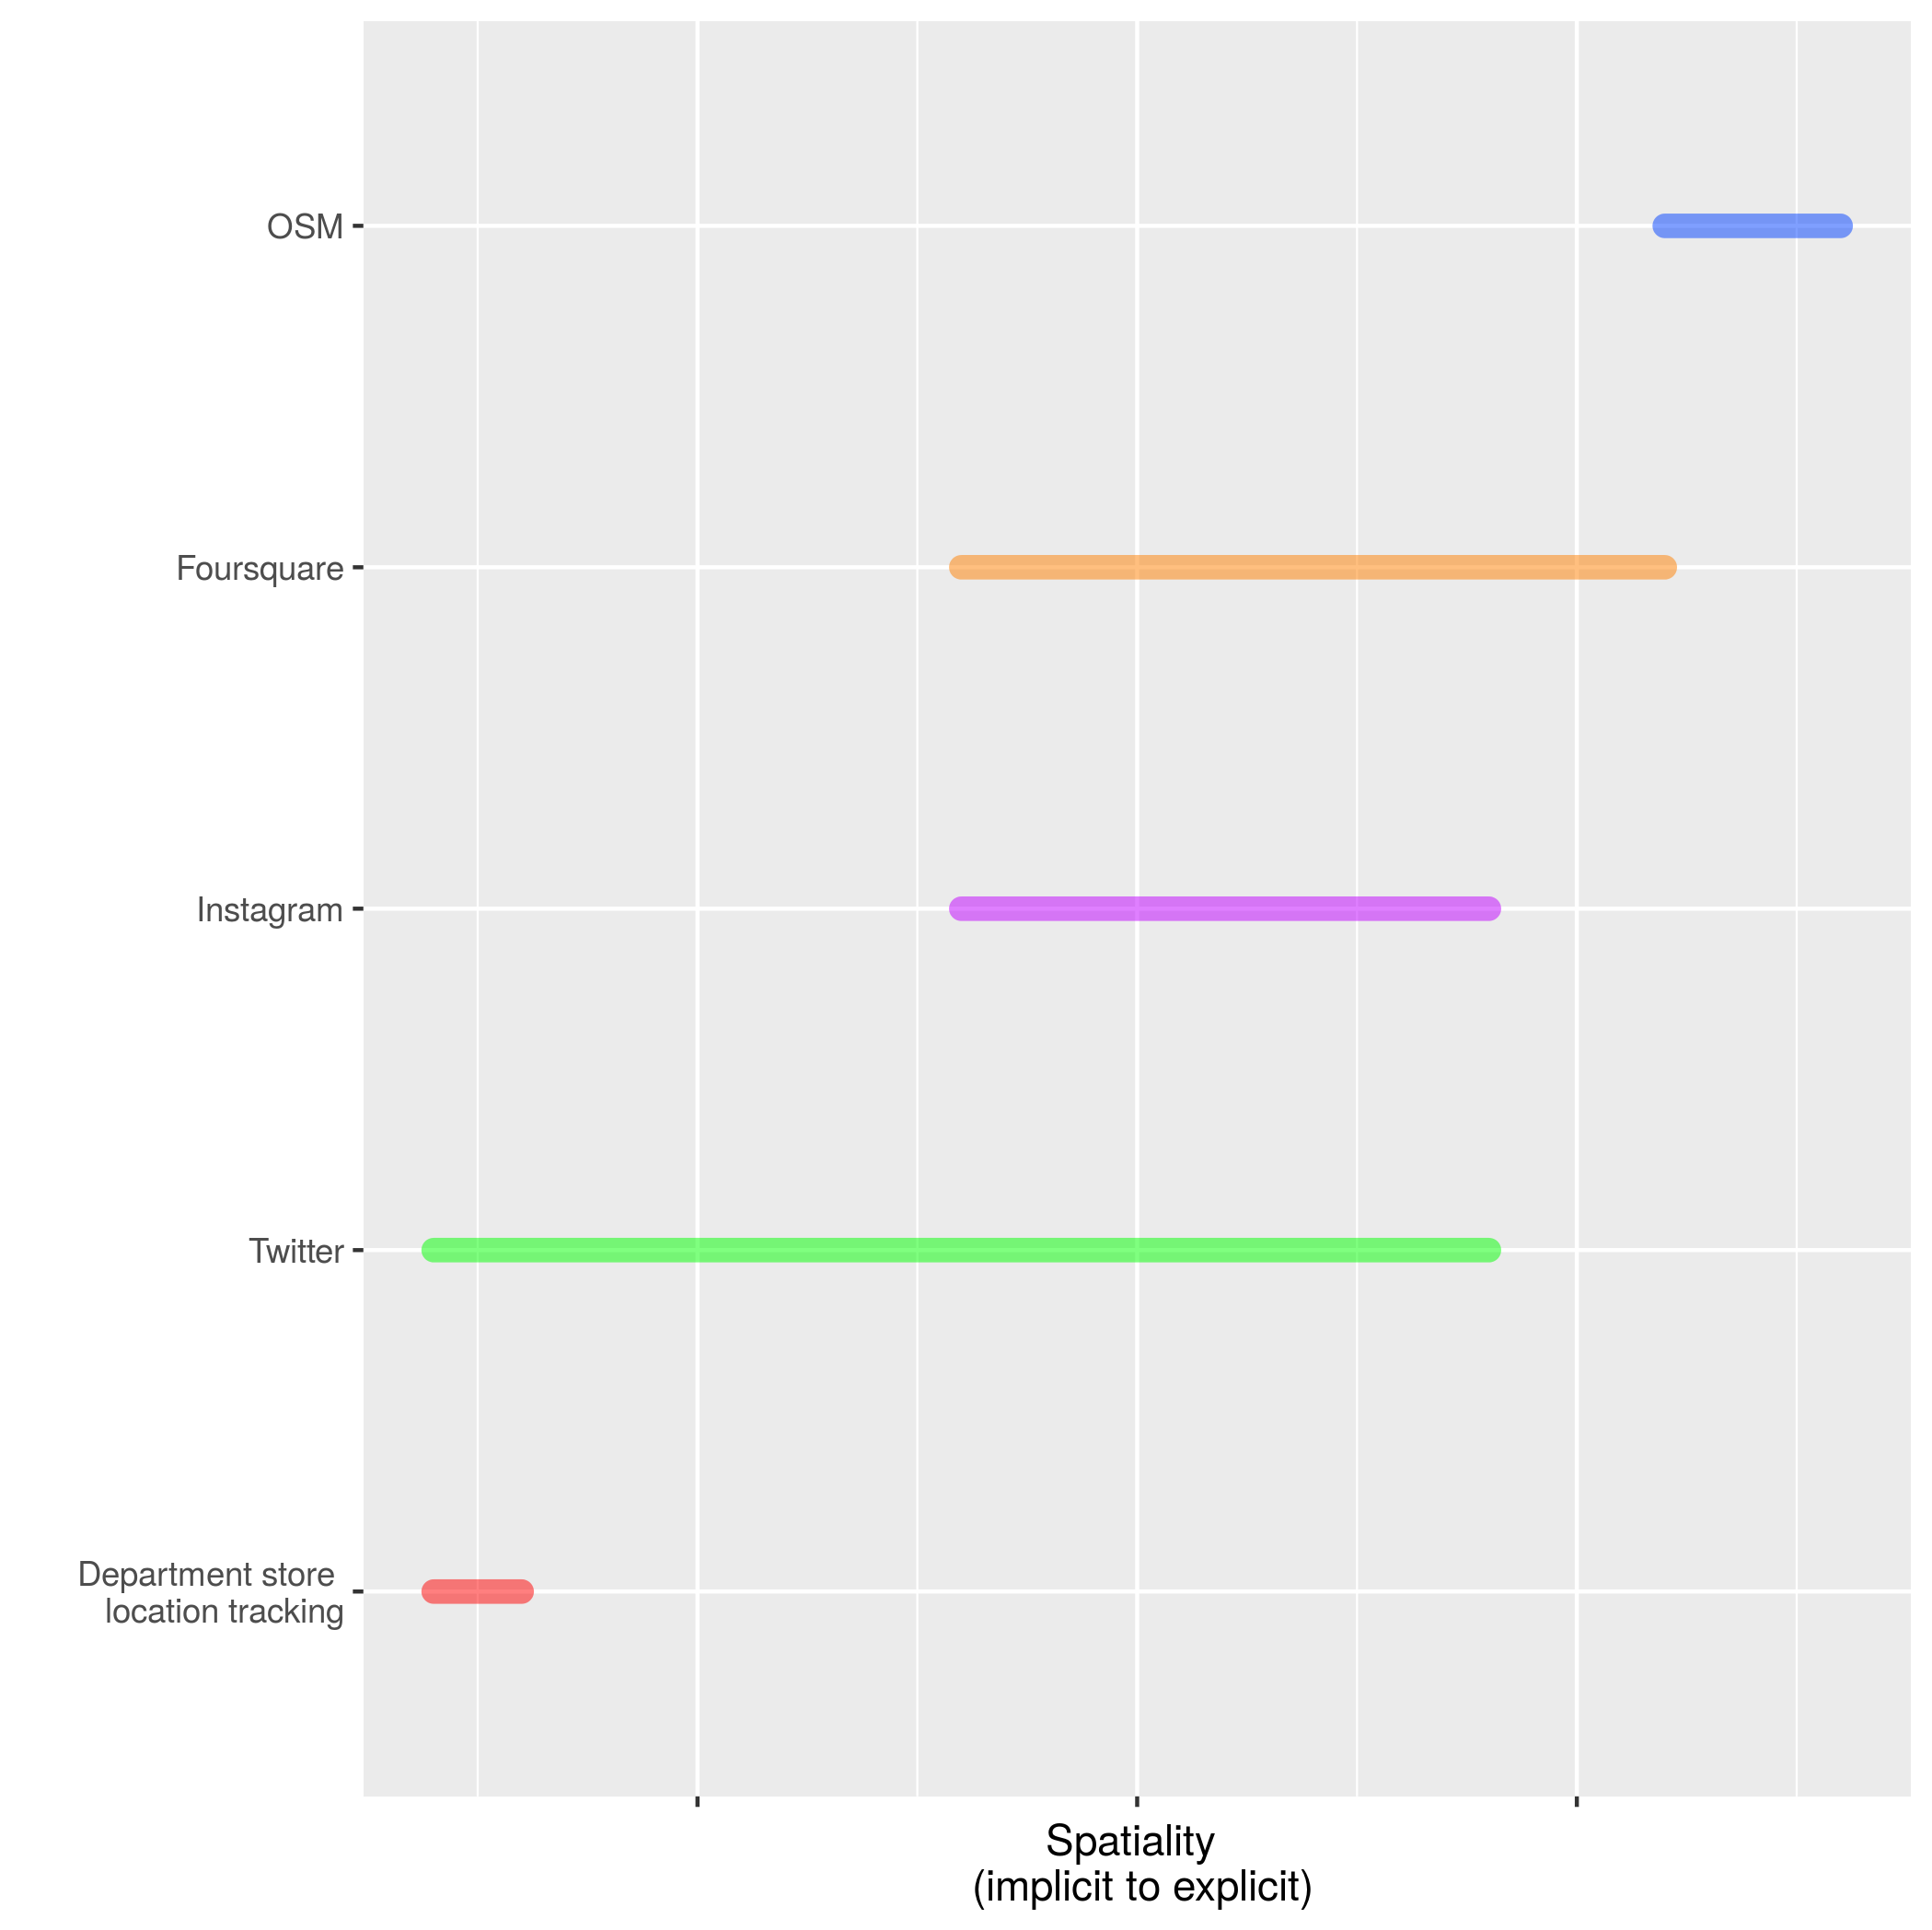 OSM
Foursquare
Instagram
Twitter
Department store
location tracking
Spatiality
(implicit to explicit)